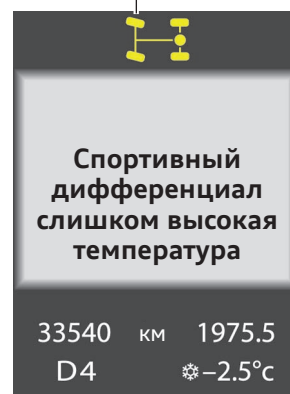 Спортивный
дифференциал
слишком высокая
температура
33540 км 1975.5
D4 ❄–2.5°c